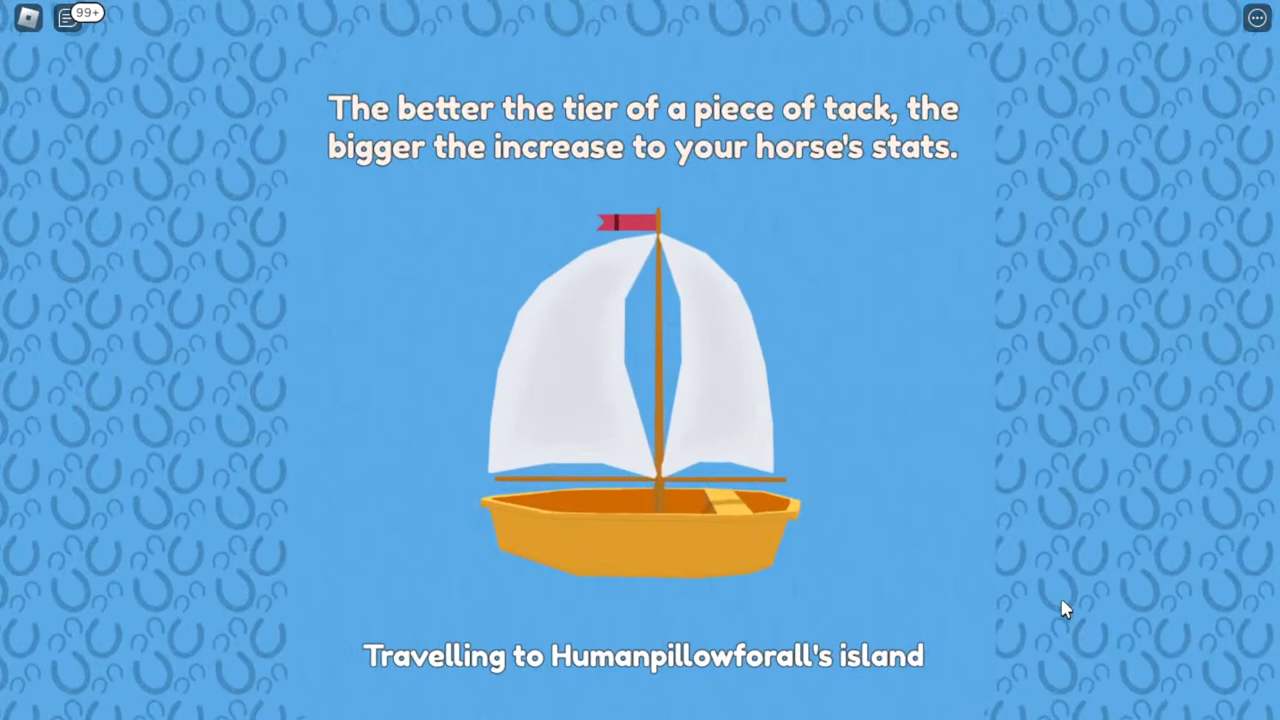 99+
The better the tier of a piece of tack, the
bigger the increase to your horse's stats.
Travelling to Humanpillowforall's island